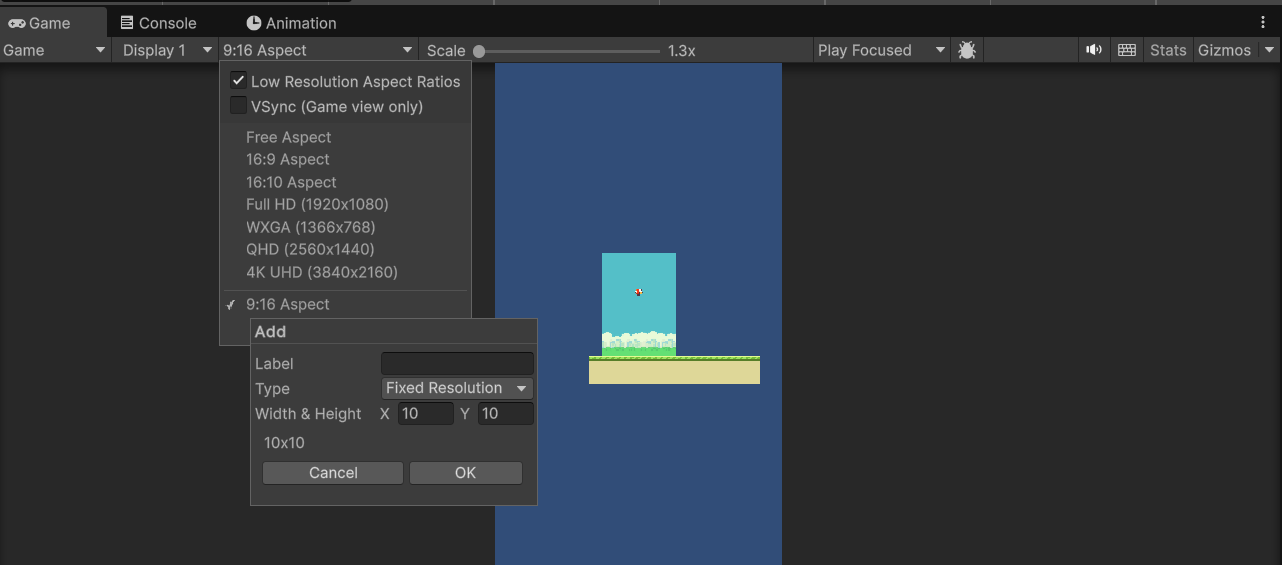 Game Console Animation
Game Display 1 9:16 Aspect Scale 1.3x Play Focused Stats Gizmos
Low Resolution Aspect Ratios
VSync (Game view only)
Free Aspect
16:9 Aspect
16:10 Aspect
Full HD (1920x1080)
WXGA (1366x768)
QHD (2560x1440)
4K UHD (3840x2160)
9:16 Aspect
Add
Label
Type Fixed Resolution
Width & Height X 10 Y 10
10x10
Cancel OK